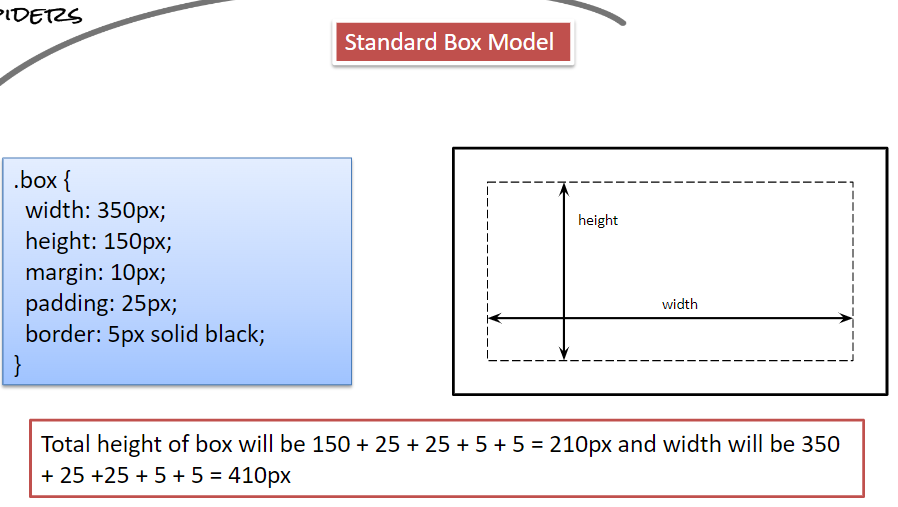 Standard Box Model
.box {
width: 350px;
height: 150px;
margin: 10px;
padding: 25px;
border: 5px solid black;
}
height
width
Total height of box will be 150 + 25 + 25 + 5 + 5 = 210px and width will be 350
+ 25 +25 + 5 + 5 = 410px